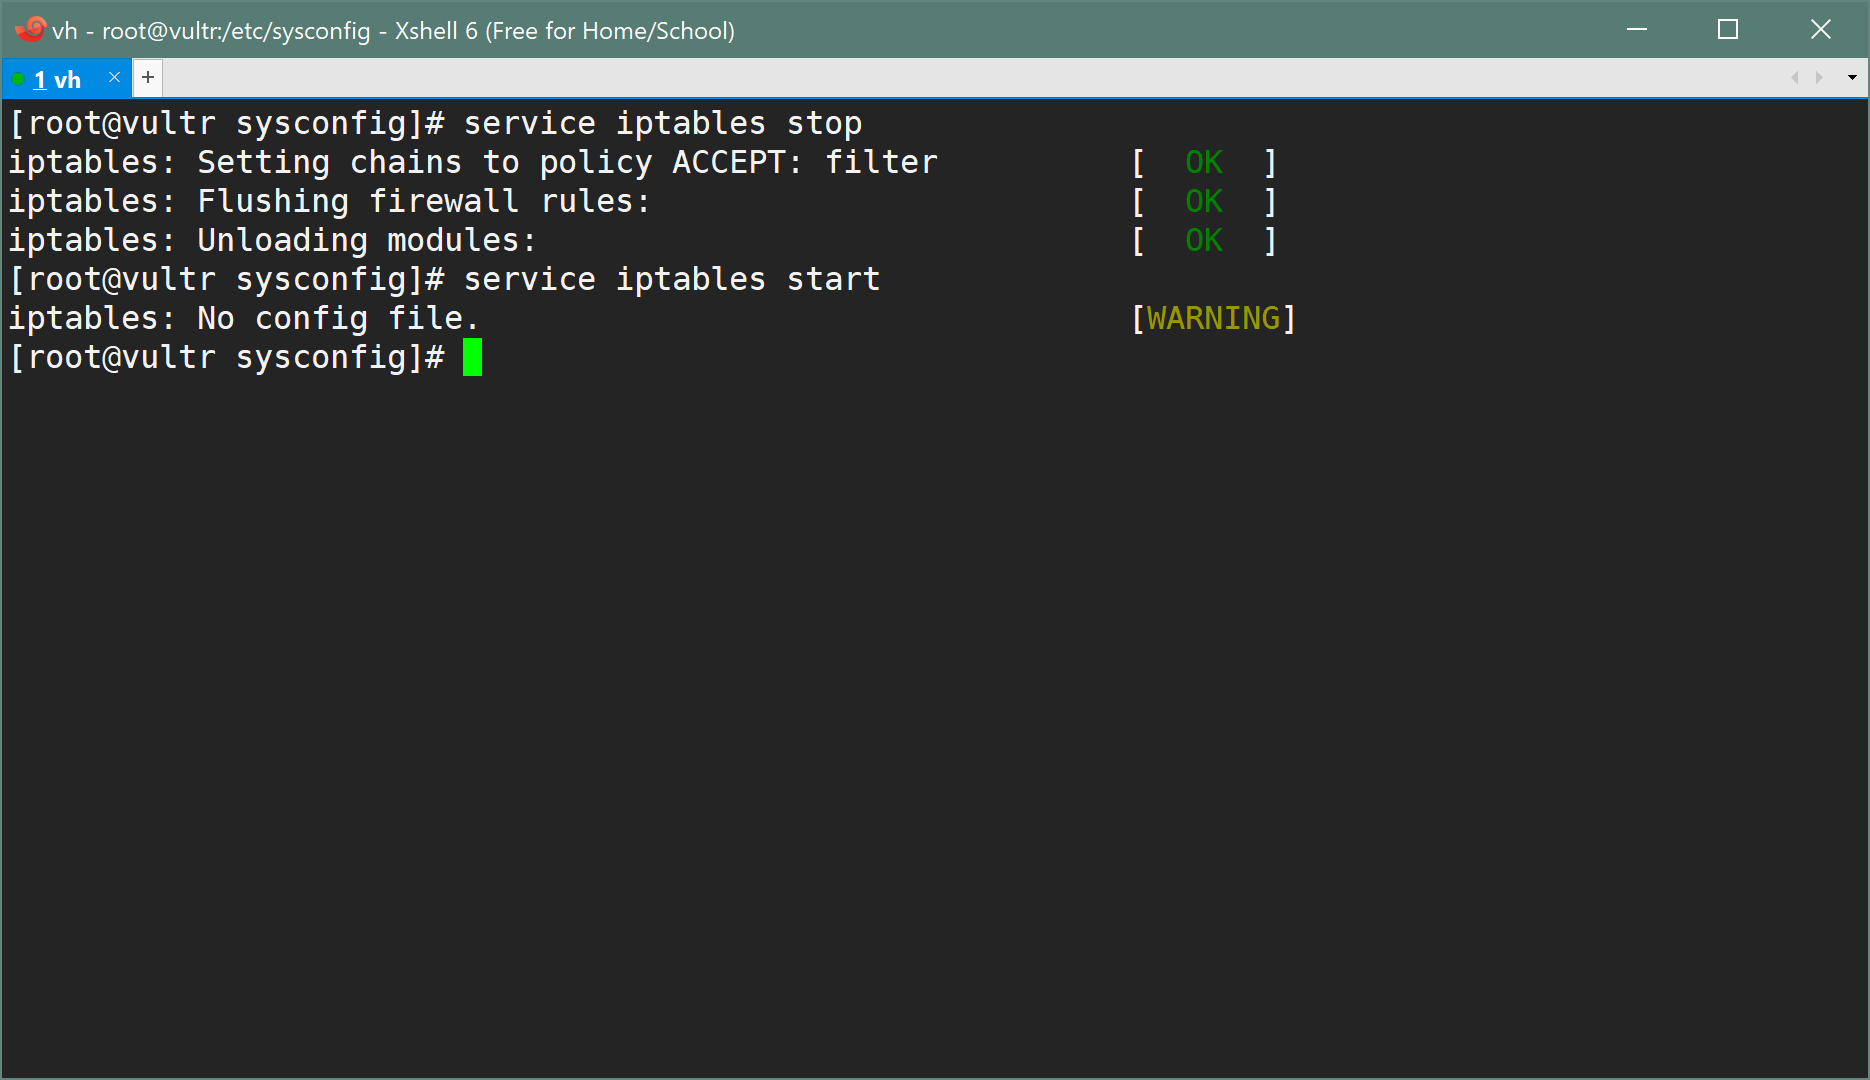 vh - root@vultr:/etc/sysconfig - Xshell 6 (Free for Home/School)
1 vh × +
[root@vultr sysconfig]# service iptables stop
iptables: Setting chains to policy ACCEPT: filter          [  OK  ]
iptables: Flushing firewall rules:                         [  OK  ]
iptables: Unloading modules:                               [  OK  ]
[root@vultr sysconfig]# service iptables start
iptables: No config file.                                  [WARNING]
[root@vultr sysconfig]#